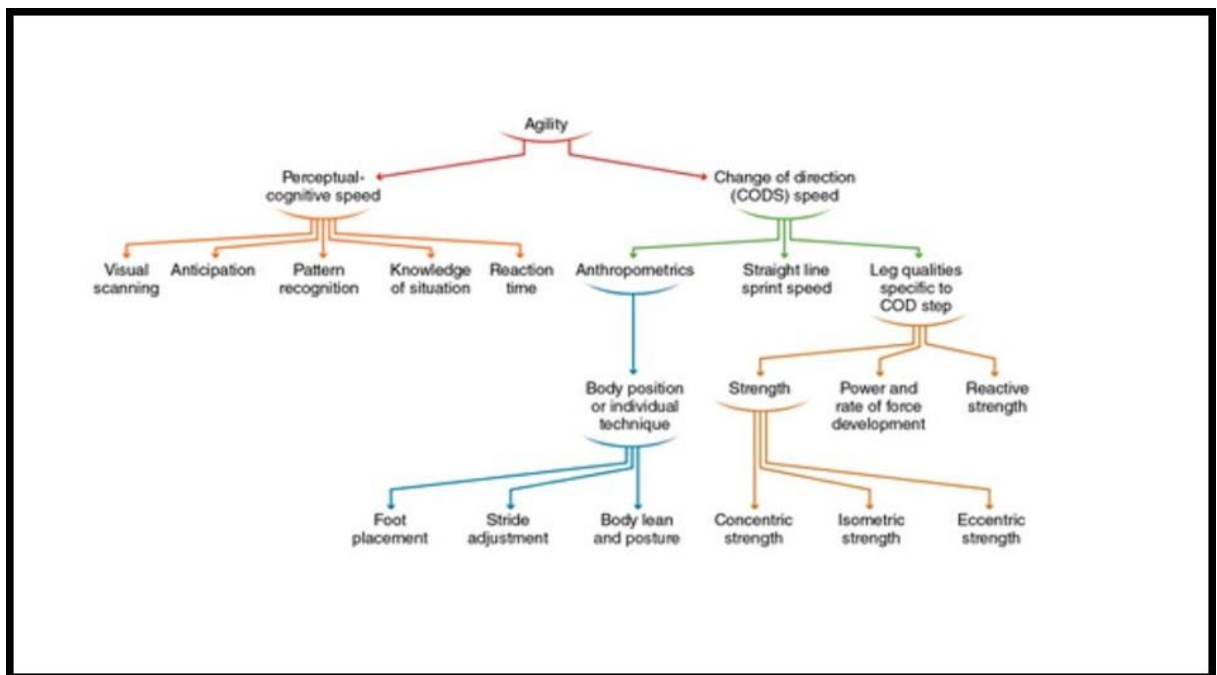 Agility
Perceptual-
cognitive speed
Change of direction
(CODS) speed
Visual
scanning
Anticipation
Pattern
recognition
Knowledge
of situation
Reaction
time
Anthropometrics
Straight line
sprint speed
Leg qualities
specific to
COD step
Body position
or individual
technique
Strength
Power and
rate of force
development
Reactive
strength
Foot
placement
Stride
adjustment
Body lean
and posture
Concentric
strength
Isometric
strength
Eccentric
strength